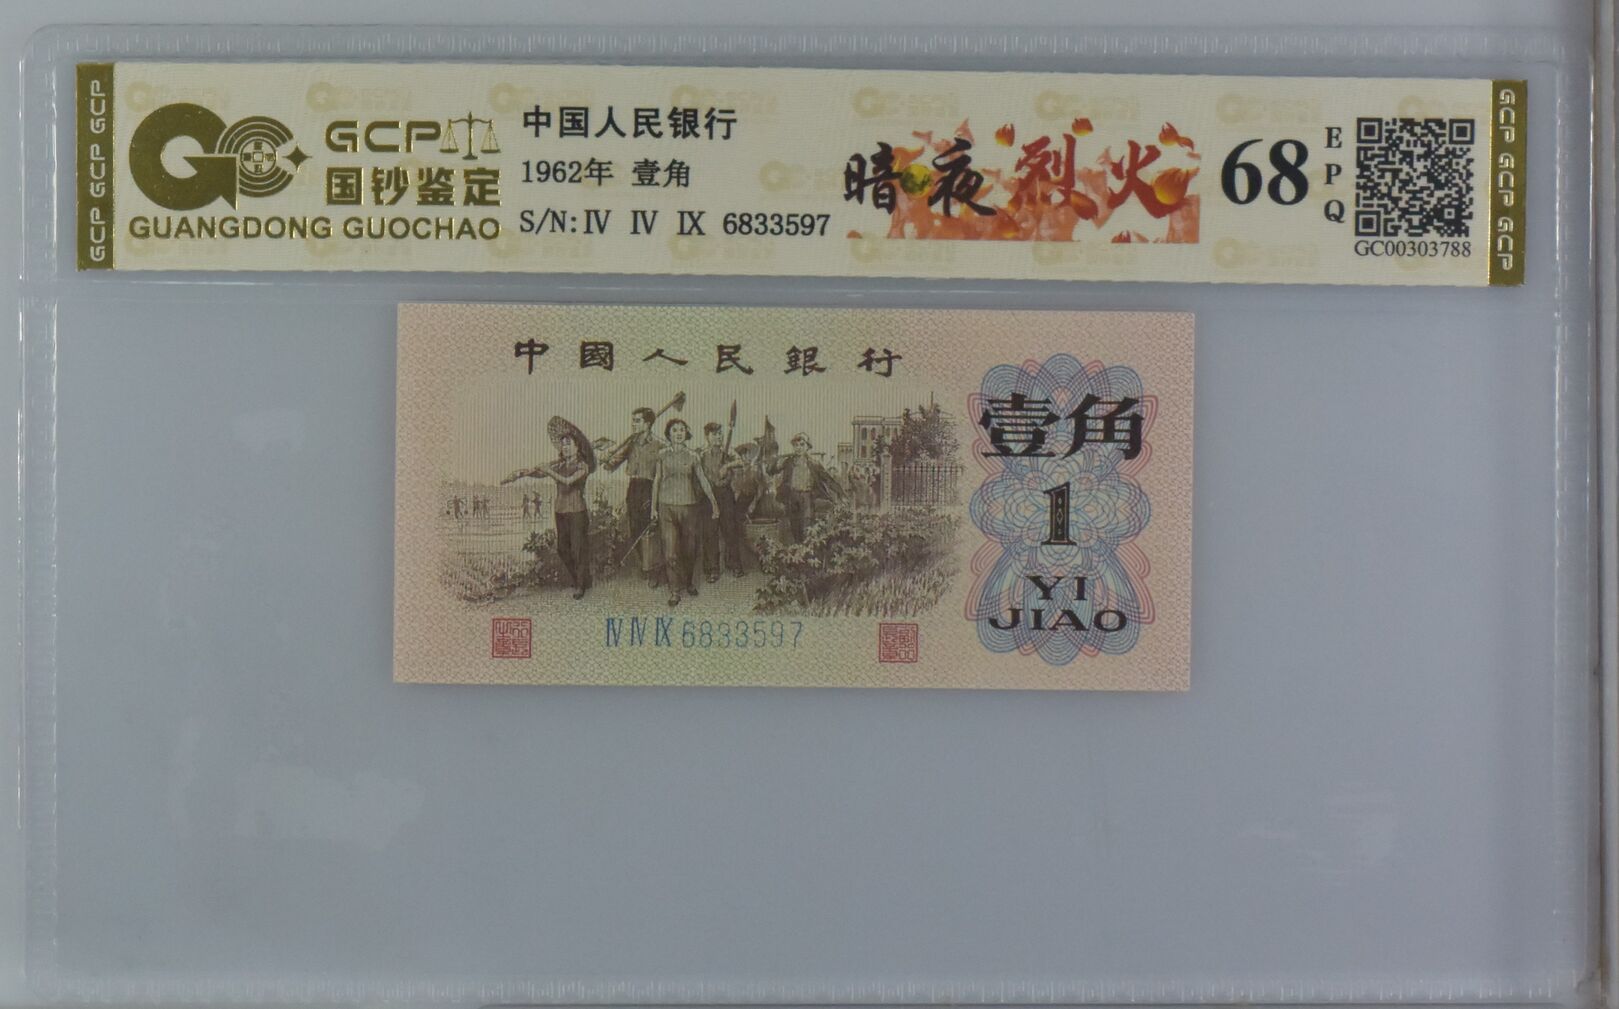 GCP GCP GCP
GCP
国钞鉴定
GUANGDONG GUOCHAO
中国人民银行
1962年 壹角
S/N: IV IV IX 6833597
暗夜烈火
68
EPQ
GC00303788
GCP GCP GCP
中國人民銀行
壹角
1
YI
JIAO
IV IV IX 6833597